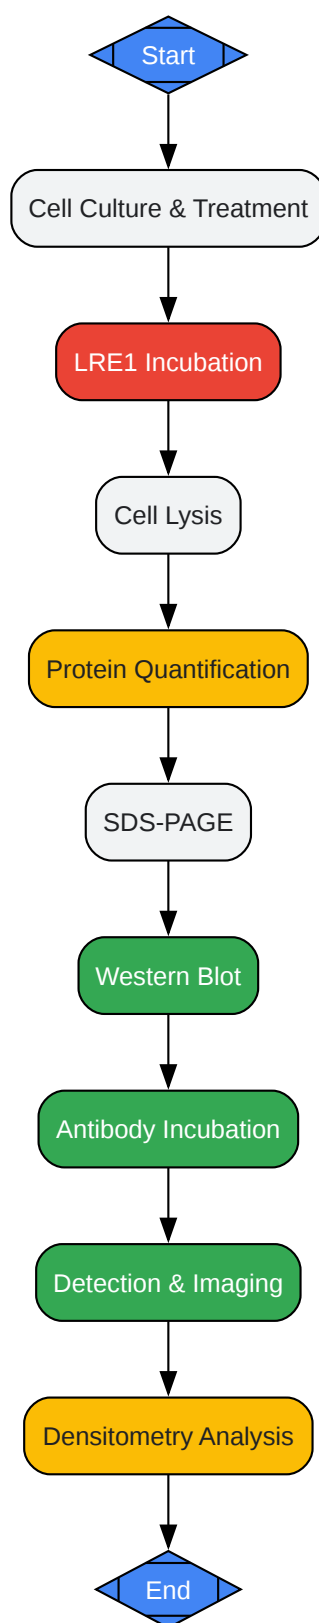 Start
Cell Culture & Treatment
LRE1 Incubation
Cell Lysis
Protein Quantification
SDS-PAGE
Western Blot
Antibody Incubation
Detection & Imaging
Densitometry Analysis
End